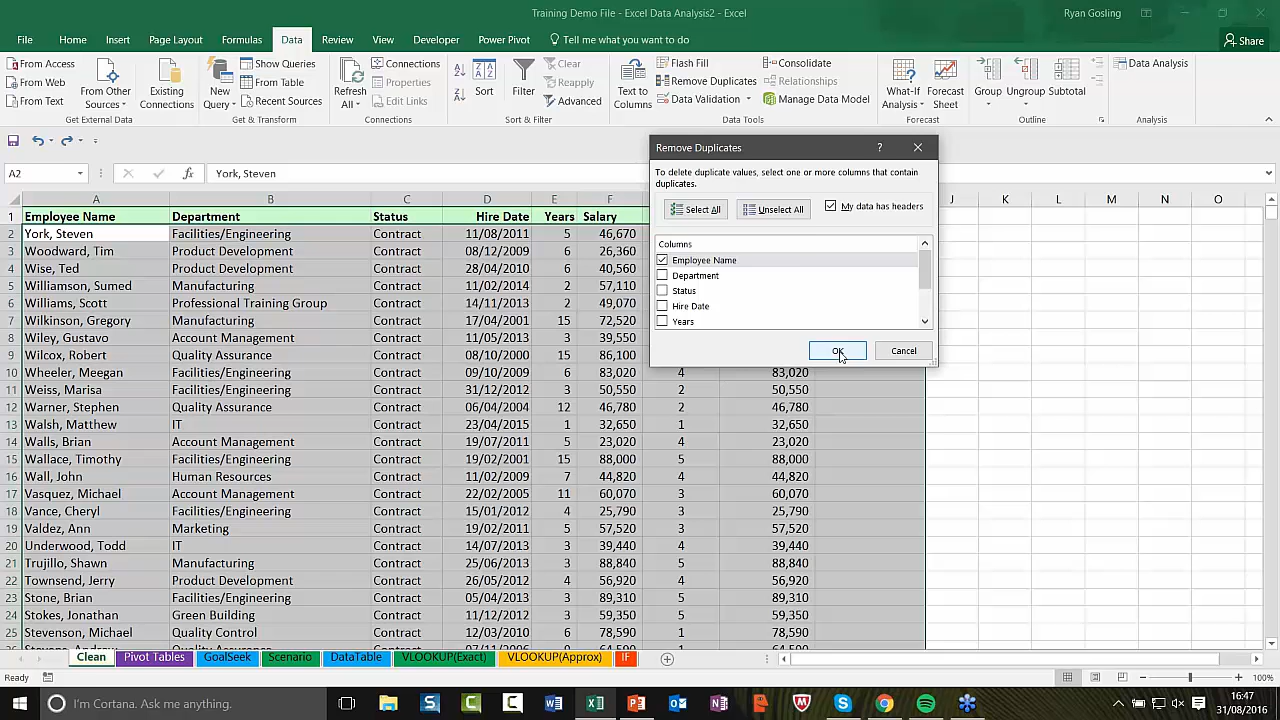 Training Demo File - Excel Data Analysis2 - Excel
Ryan Gosling
File Home Insert Page Layout Formulas Data Review View Developer Power Pivot Tell me what you want to do Share
From Access
From Web
From Text
From Other Sources
Existing Connections
Get External Data
New Query
Show Queries
From Table
Recent Sources
Get & Transform
Refresh All
Connections
Properties
Edit Links
Connections
Sort
Filter
Clear
Reapply
Advanced
Sort & Filter
Text to Columns
Flash Fill
Remove Duplicates
Data Validation
Consolidate
Relationships
Manage Data Model
Data Tools
What-If Analysis
Forecast Sheet
Forecast
Group
Ungroup
Subtotal
Outline
Data Analysis
Analysis
A2 fx York, Steven
Remove Duplicates ?
To delete duplicate values, select one or more columns that contain
duplicates.
Select All Unselect All My data has headers
Columns
Employee Name
Department
Status
Hire Date
Years
OK Cancel
A B C D E F J K L M N O
1 Employee Name Department Status Hire Date Years Salary
2 York, Steven Facilities/Engineering Contract 11/08/2011 5 46,670
3 Woodward, Tim Product Development Contract 08/12/2009 6 26,360
4 Wise, Ted Product Development Contract 28/04/2010 6 40,560
5 Williamson, Sumed Manufacturing Contract 11/02/2014 2 57,110
6 Williams, Scott Professional Training Group Contract 14/11/2013 2 49,070
7 Wilkinson, Gregory Manufacturing Contract 17/04/2001 15 72,520
8 Wiley, Gustavo Account Management Contract 11/05/2013 3 39,550
9 Wilcox, Robert Quality Assurance Contract 08/10/2000 15 86,100
10 Wheeler, Meegan Quality Assurance Contract 09/10/2009 6 83,020 4 83,020
11 Weiss, Marisa Facilities/Engineering Contract 31/12/2012 3 50,550 2 50,550
12 Warner, Stephen Quality Assurance Contract 06/04/2004 12 46,780 2 46,780
13 Walsh, Matthew IT Contract 23/04/2015 1 32,650 1 32,650
14 Walls, Brian Account Management Contract 19/07/2011 5 23,020 4 23,020
15 Wallace, Timothy Facilities/Engineering Contract 19/02/2001 15 88,000 5 88,000
16 Wall, John Human Resources Contract 11/02/2009 7 44,820 4 44,820
17 Vasquez, Michael Account Management Contract 22/02/2005 11 60,070 3 60,070
18 Vance, Cheryl Facilities/Engineering Contract 15/01/2012 4 25,790 3 25,790
19 Valdez, Ann Marketing Contract 19/02/2011 5 57,520 3 57,520
20 Underwood, Todd IT Contract 14/07/2013 3 39,440 4 39,440
21 Trujillo, Shawn Manufacturing Contract 25/06/2013 3 88,840 5 88,840
22 Townsend, Jerry Product Development Contract 26/05/2012 4 56,920 4 56,920
23 Stone, Brian Facilities/Engineering Contract 05/04/2013 3 89,310 5 89,310
24 Stokes, Jonathan Green Building Contract 11/12/2012 3 59,350 5 59,350
25 Stevenson, Michael Quality Control Contract 12/03/2010 6 78,590 1 78,590
Clean Pivot Tables GoalSeek Scenario DataTable VLOOKUP(Exact) VLOOKUP(Approx) IF
Ready 100%
I'm Cortana. Ask me anything.
16:47
31/08/2016